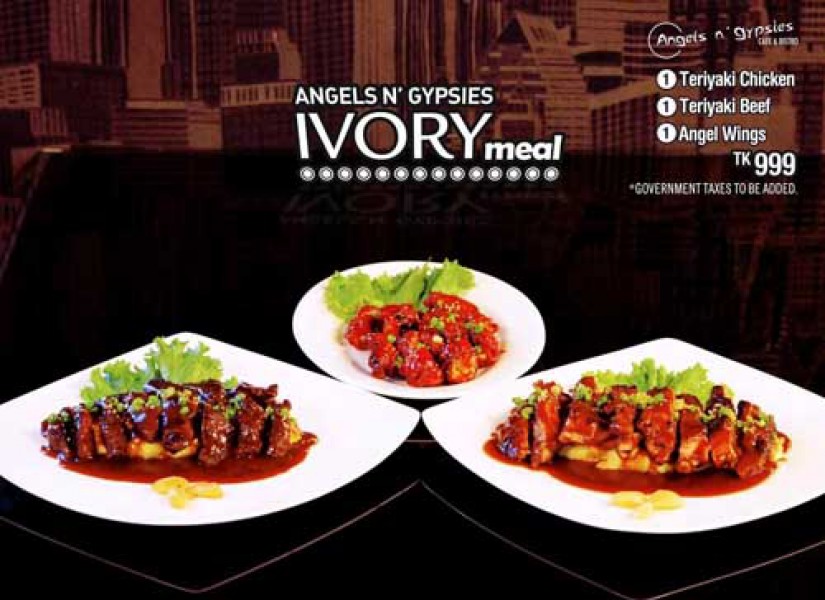 Angels n' gypsies
CAFE & BISTRO
ANGELS N' GYPSIES
IVORY meal
1 Teriyaki Chicken
1 Teriyaki Beef
1 Angel Wings
TK 999
*GOVERNMENT TAXES TO BE ADDED.